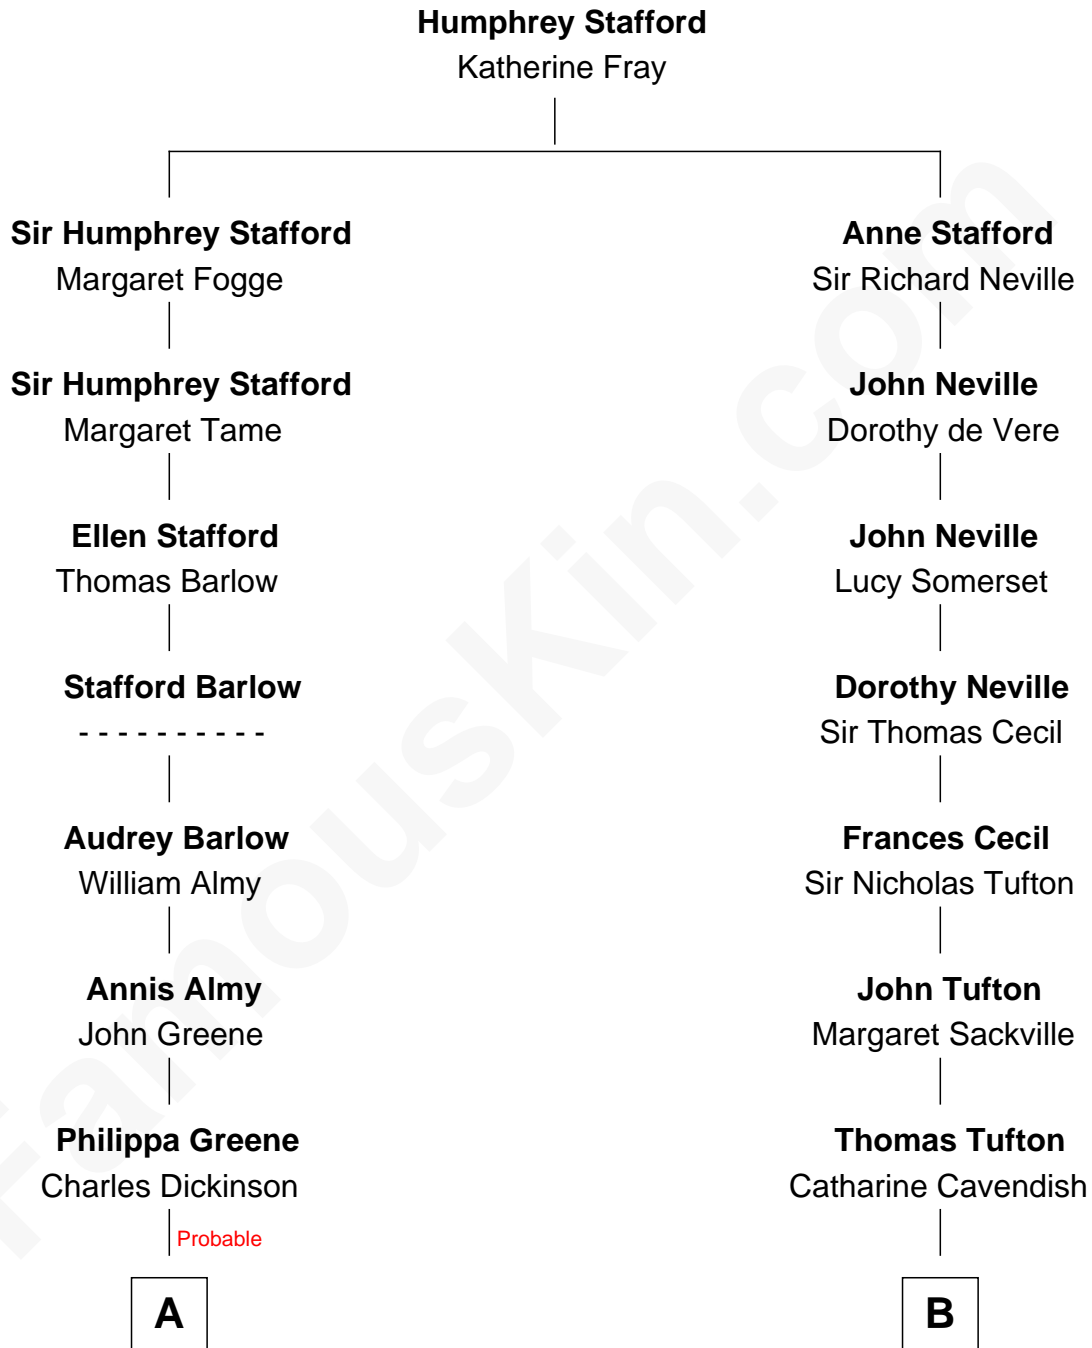 Humphrey Stafford
Katherine Fray
Sir Humphrey Stafford
Margaret Fogge
Anne Stafford
Sir Richard Neville
Sir Humphrey Stafford
Margaret Tame
John Neville
Dorothy de Vere
Ellen Stafford
Thomas Barlow
John Neville
Lucy Somerset
Stafford Barlow
- - - - - - - - - -
Dorothy Neville
Sir Thomas Cecil
Audrey Barlow
William Almy
Frances Cecil
Sir Nicholas Tufton
Annis Almy
John Greene
John Tufton
Margaret Sackville
Philippa Greene
Charles Dickinson
Thomas Tufton
Catharine Cavendish
Probable
A
B
FamousKin.com